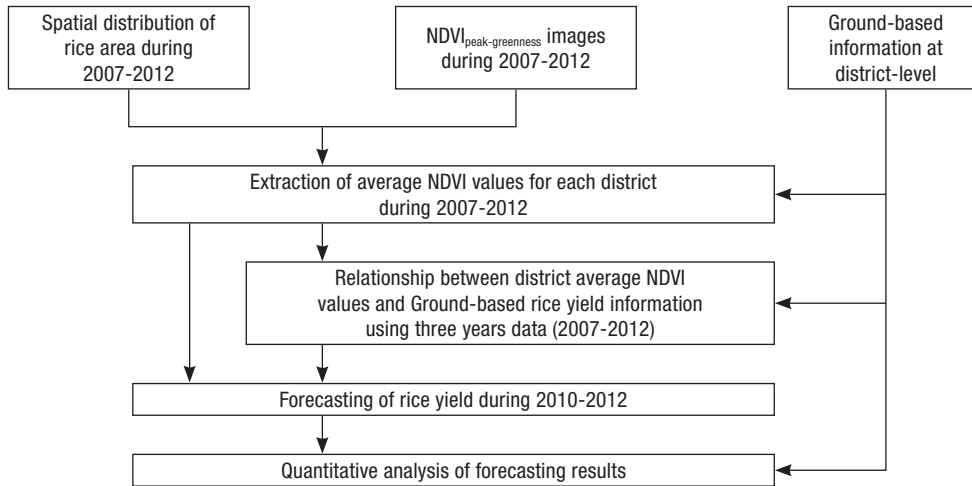 Spatial distribution of
rice area during
2007-2012
NDVIpeak-greenness images
during 2007-2012
Ground-based
information at
district-level
Extraction of average NDVI values for each district
during 2007-2012
Relationship between district average NDVI
values and Ground-based rice yield information
using three years data (2007-2012)
Forecasting of rice yield during 2010-2012
Quantitative analysis of forecasting results